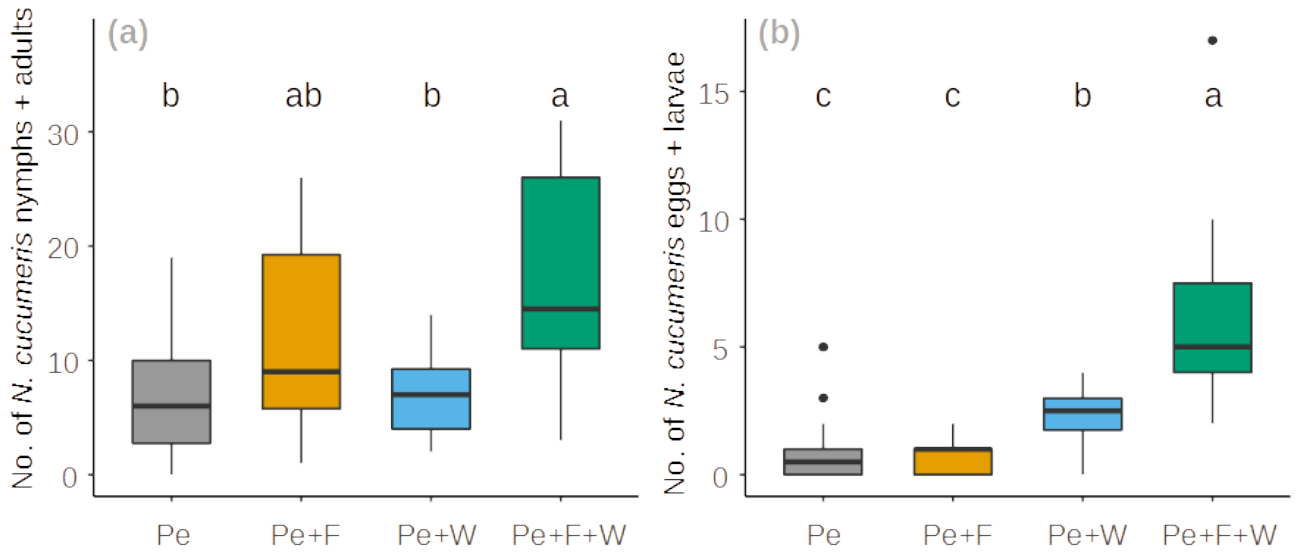 (a)
No. of N. cucumeris nymphs + adults
b ab b a
30
20
10
0
Pe Pe+F Pe+W Pe+F+W
(b)
No. of N. cucumeris eggs + larvae
c c b a
15
10
5
0
Pe Pe+F Pe+W Pe+F+W